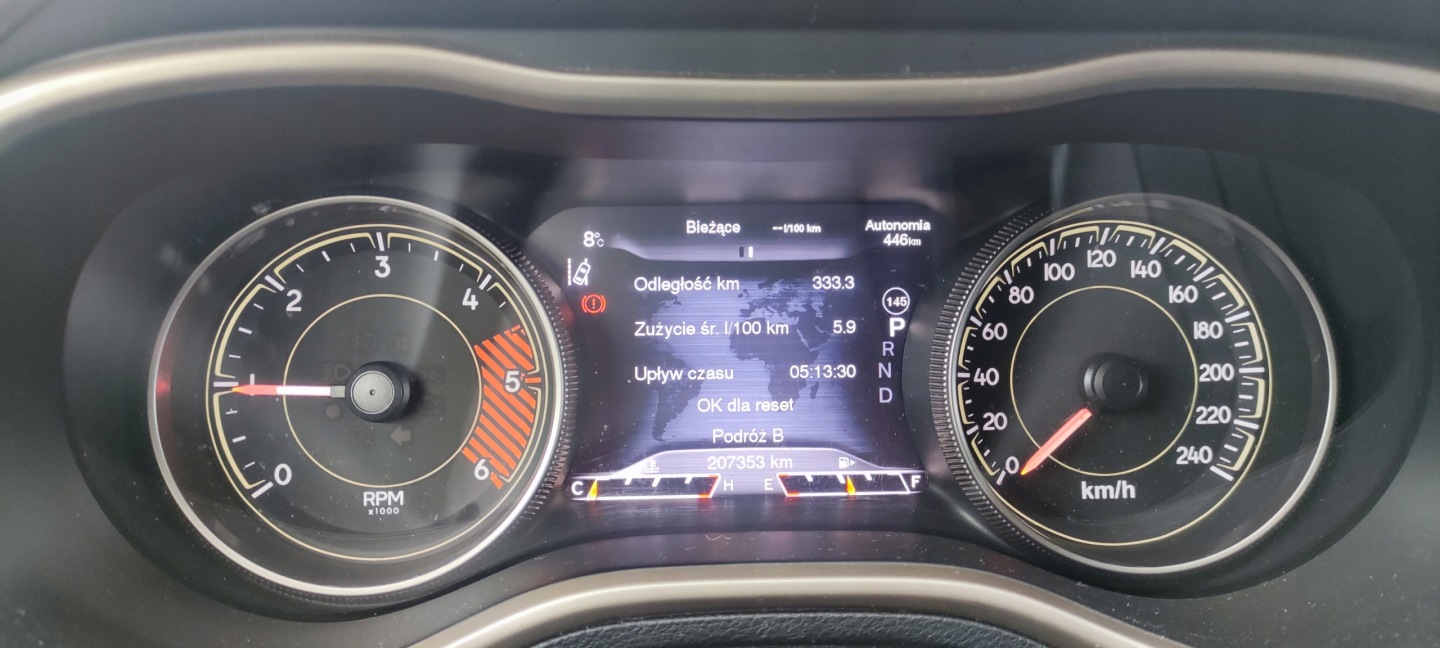 0
1
2
3
4
5
6
RPM
x1000
8°C
Bieżące --l/100 km
Autonomia
446km
Odległość km 333.3
Zużycie śr. l/100 km 5.9
Upływ czasu 05:13:30
OK dla reset
Podróż B
207353 km
C H E F
145
P
R
N
D
0
20
40
60
80
100
120
140
160
180
200
220
240
km/h